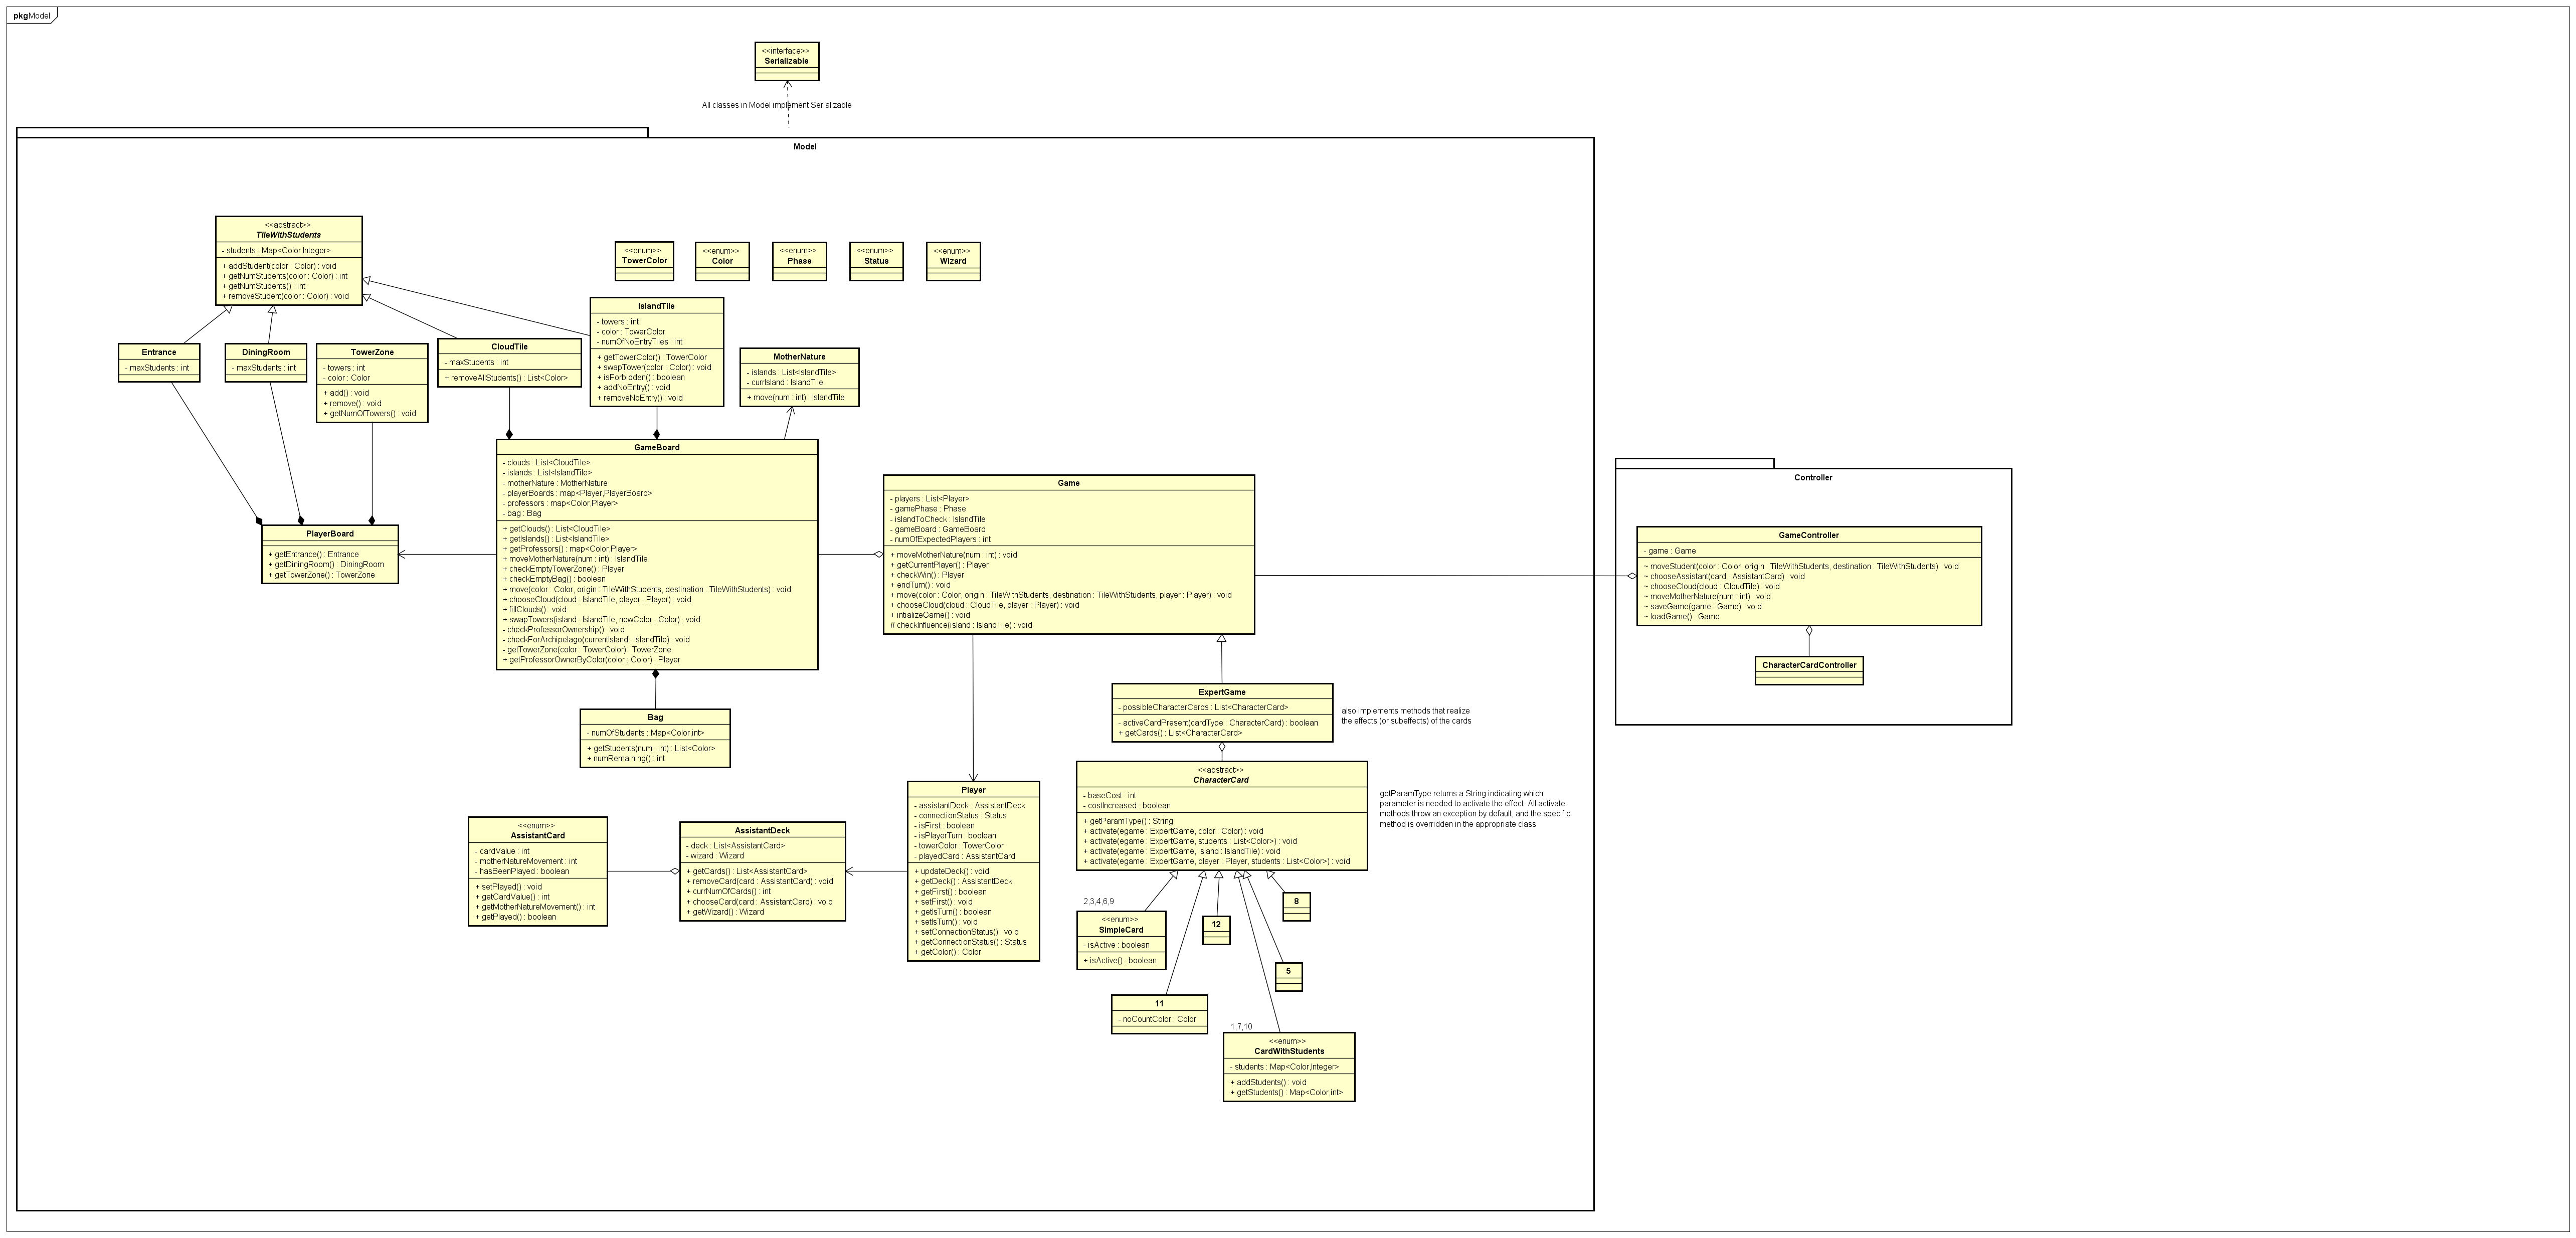 pkg Model
<<interface>>
Serializable
All classes in Model implement Serializable
Model
<<abstract>>
TileWithStudents
- students : Map<Color,Integer>
+ addStudent(color : Color) : void
+ getNumStudents(color : Color) : int
+ getNumStudents() : int
+ removeStudent(color : Color) : void
<<enum>>
TowerColor
<<enum>>
Color
<<enum>>
Phase
<<enum>>
Status
<<enum>>
Wizard
Entrance
- maxStudents : int
DiningRoom
- maxStudents : int
TowerZone
- towers : int
- color : Color
+ add() : void
+ remove() : void
+ getNumOfTowers() : void
CloudTile
- maxStudents : int
+ removeAllStudents() : List<Color>
IslandTile
- towers : int
- color : TowerColor
- numOfNoEntryTiles : int
+ getTowerColor() : TowerColor
+ swapTower(color : Color) : void
+ isForbidden() : boolean
+ addNoEntry() : void
+ removeNoEntry() : void
MotherNature
- islands : List<IslandTile>
- currIsland : IslandTile
+ move(num : int) : IslandTile
PlayerBoard
+ getEntrance() : Entrance
+ getDiningRoom() : DiningRoom
+ getTowerZone() : TowerZone
GameBoard
- clouds : List<CloudTile>
- islands : List<IslandTile>
- motherNature : MotherNature
- playerBoards : map<Player,PlayerBoard>
- professors : map<Color,Player>
- bag : Bag
+ getClouds() : List<CloudTile>
+ getIslands() : List<IslandTile>
+ getProfessors() : map<Color,Player>
+ moveMotherNature(num : int) : IslandTile
+ checkEmptyTowerZone() : Player
+ checkEmptyBag() : boolean
+ move(color : Color, origin : TileWithStudents, destination : TileWithStudents) : void
+ chooseCloud(cloud : IslandTile, player : Player) : void
+ fillClouds() : void
+ swapTowers(island : IslandTile, newColor : Color) : void
- checkProfessorOwnership() : void
- checkForArchipelago(currentIsland : IslandTile) : void
- getTowerZone(color : TowerColor) : TowerZone
+ getProfessorOwnerByColor(color : Color) : Player
Game
- players : List<Player>
- gamePhase : Phase
- islandToCheck : IslandTile
- gameBoard : GameBoard
- numOfExpectedPlayers : int
+ moveMotherNature(num : int) : void
+ getCurrentPlayer() : Player
+ checkWin() : Player
+ endTurn() : void
+ move(color : Color, origin : TileWithStudents, destination : TileWithStudents, player : Player) : void
+ chooseCloud(cloud : CloudTile, player : Player) : void
+ intializeGame() : void
# checkInfluence(island : IslandTile) : void
Controller
GameController
- game : Game
~ moveStudent(color : Color, origin : TileWithStudents, destination : TileWithStudents) : void
~ chooseAssistant(card : AssistantCard) : void
~ chooseCloud(cloud : CloudTile) : void
~ moveMotherNature(num : int) : void
~ saveGame(game : Game) : void
~ loadGame() : Game
CharacterCardController
Bag
- numOfStudents : Map<Color,int>
+ getStudents(num : int) : List<Color>
+ numRemaining() : int
ExpertGame
- possibleCharacterCards : List<CharacterCard>
- activeCardPresent(cardType : CharacterCard) : boolean
+ getCards() : List<CharacterCard>
also implements methods that realize
the effects (or subeffects) of the cards
<<abstract>>
CharacterCard
- baseCost : int
- costIncreased : boolean
+ getParamType() : String
+ activate(egame : ExpertGame, color : Color) : void
+ activate(egame : ExpertGame, students : List<Color>) : void
+ activate(egame : ExpertGame, island : IslandTile) : void
+ activate(egame : ExpertGame, player : Player, students : List<Color>) : void
getParamType returns a String indicating which
parameter is needed to activate the effect. All activate
methods throw an exception by default, and the specific
method is overridden in the appropriate class
<<enum>>
AssistantCard
- cardValue : int
- motherNatureMovement : int
- hasBeenPlayed : boolean
+ setPlayed() : void
+ getCardValue() : int
+ getMotherNatureMovement() : int
+ getPlayed() : boolean
AssistantDeck
- deck : List<AssistantCard>
- wizard : Wizard
+ getCards() : List<AssistantCard>
+ removeCard(card : AssistantCard) : void
+ currNumOfCards() : int
+ chooseCard(card : AssistantCard) : void
+ getWizard() : Wizard
Player
- assistantDeck : AssistantDeck
- connectionStatus : Status
- isFirst : boolean
- isPlayerTurn : boolean
- towerColor : TowerColor
- playedCard : AssistantCard
+ updateDeck() : void
+ getDeck() : AssistantDeck
+ getFirst() : boolean
+ setFirst() : void
+ getIsTurn() : boolean
+ setIsTurn() : void
+ setConnectionStatus() : void
+ getConnectionStatus() : Status
+ getColor() : Color
2,3,4,6,9
<<enum>>
SimpleCard
- isActive : boolean
+ isActive() : boolean
12
8
5
11
- noCountColor : Color
1,7,10
<<enum>>
CardWithStudents
- students : Map<Color,Integer>
+ addStudents() : void
+ getStudents() : Map<Color,int>